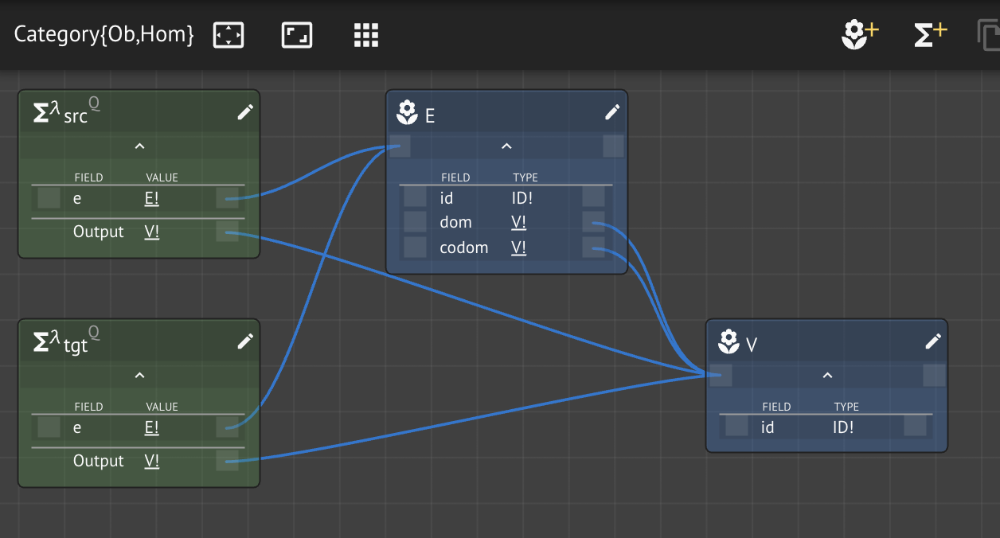 Category{Ob,Hom}
Σ+
Σλ src Q
FIELD VALUE
e E!
Output V!
E
FIELD TYPE
id ID!
dom V!
codom V!
Σλ tgt Q
FIELD VALUE
e E!
Output V!
V
FIELD TYPE
id ID!